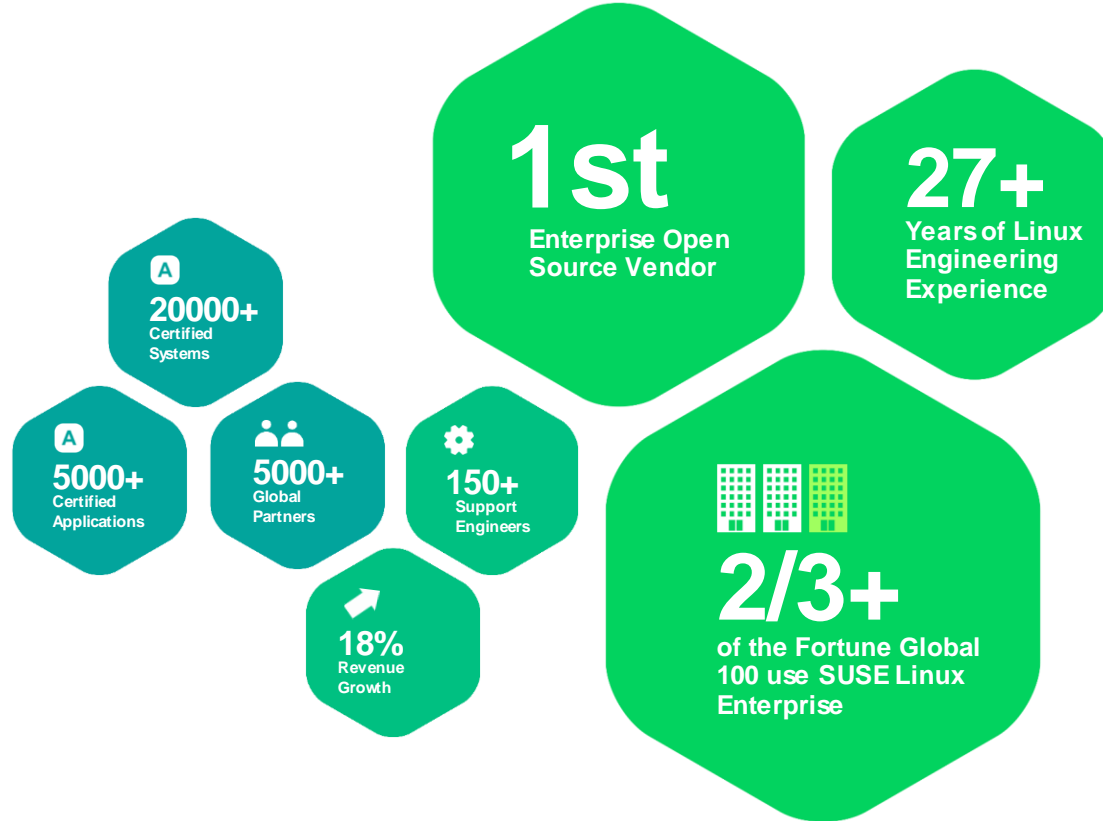 1st
Enterprise Open
Source Vendor
27+
Years of Linux
Engineering
Experience
A
20000+
Certified
Systems
A
5000+
Certified
Applications
5000+
Global
Partners
150+
Support
Engineers
18%
Revenue
Growth
2/3+
of the Fortune Global
100 use SUSE Linux
Enterprise